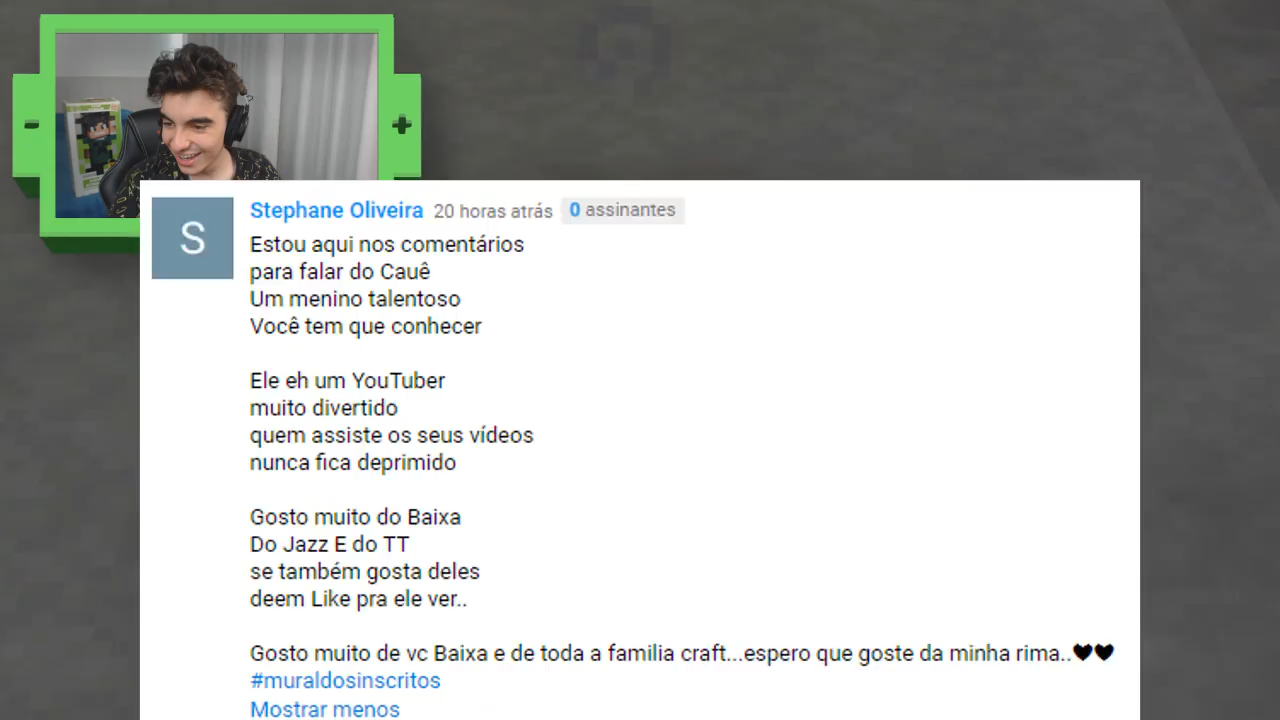 Stephane Oliveira 20 horas atrás 0 assinantes
S
Estou aqui nos comentários
para falar do Cauê
Um menino talentoso
Você tem que conhecer
Ele eh um YouTuber
muito divertido
quem assiste os seus vídeos
nunca fica deprimido
Gosto muito do Baixa
Do Jazz E do TT
se também gosta deles
deem Like pra ele ver..
Gosto muito de vc Baixa e de toda a familia craft...espero que goste da minha rima..🖤🖤
#muraldosinscritos
Mostrar menos